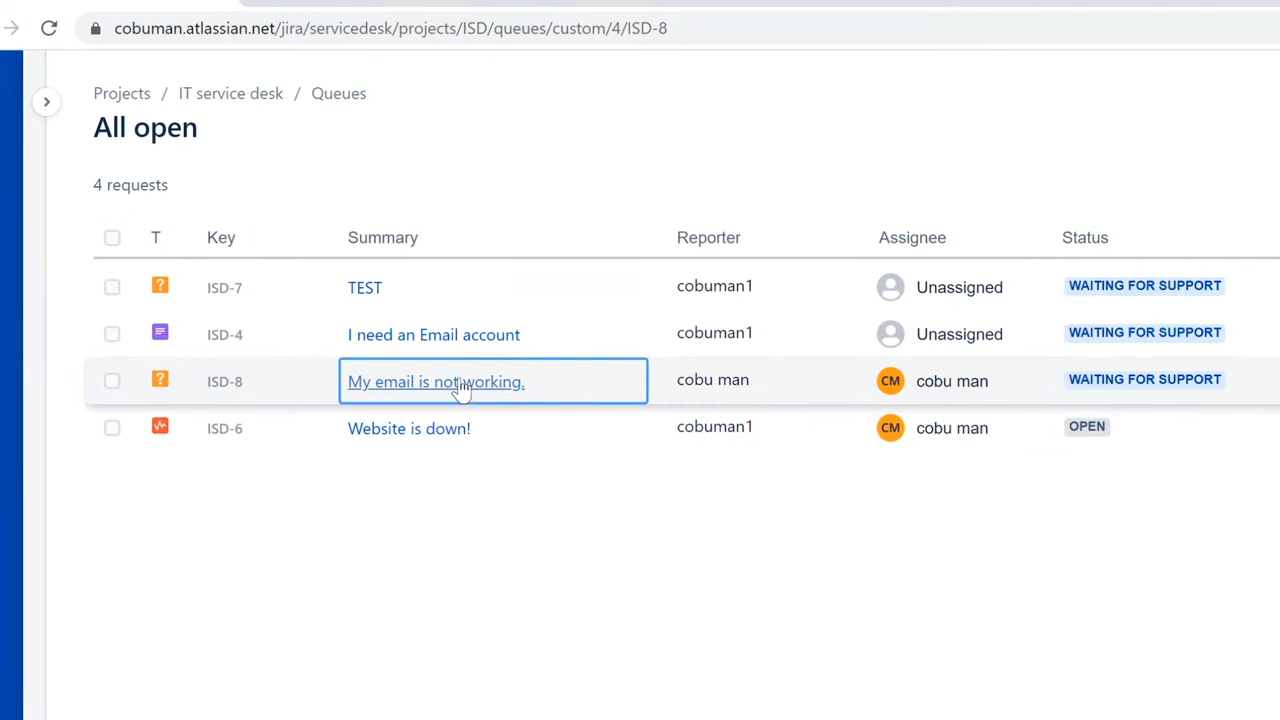 cobuman.atlassian.net/jira/servicedesk/projects/ISD/queues/custom/4/ISD-8
Projects / IT service desk / Queues
All open
4 requests
T Key Summary Reporter Assignee Status
? ISD-7 TEST cobuman1 Unassigned WAITING FOR SUPPORT
ISD-4 I need an Email account cobuman1 Unassigned WAITING FOR SUPPORT
? ISD-8 My email is not working. cobu man CM cobu man WAITING FOR SUPPORT
ISD-6 Website is down! cobuman1 CM cobu man OPEN